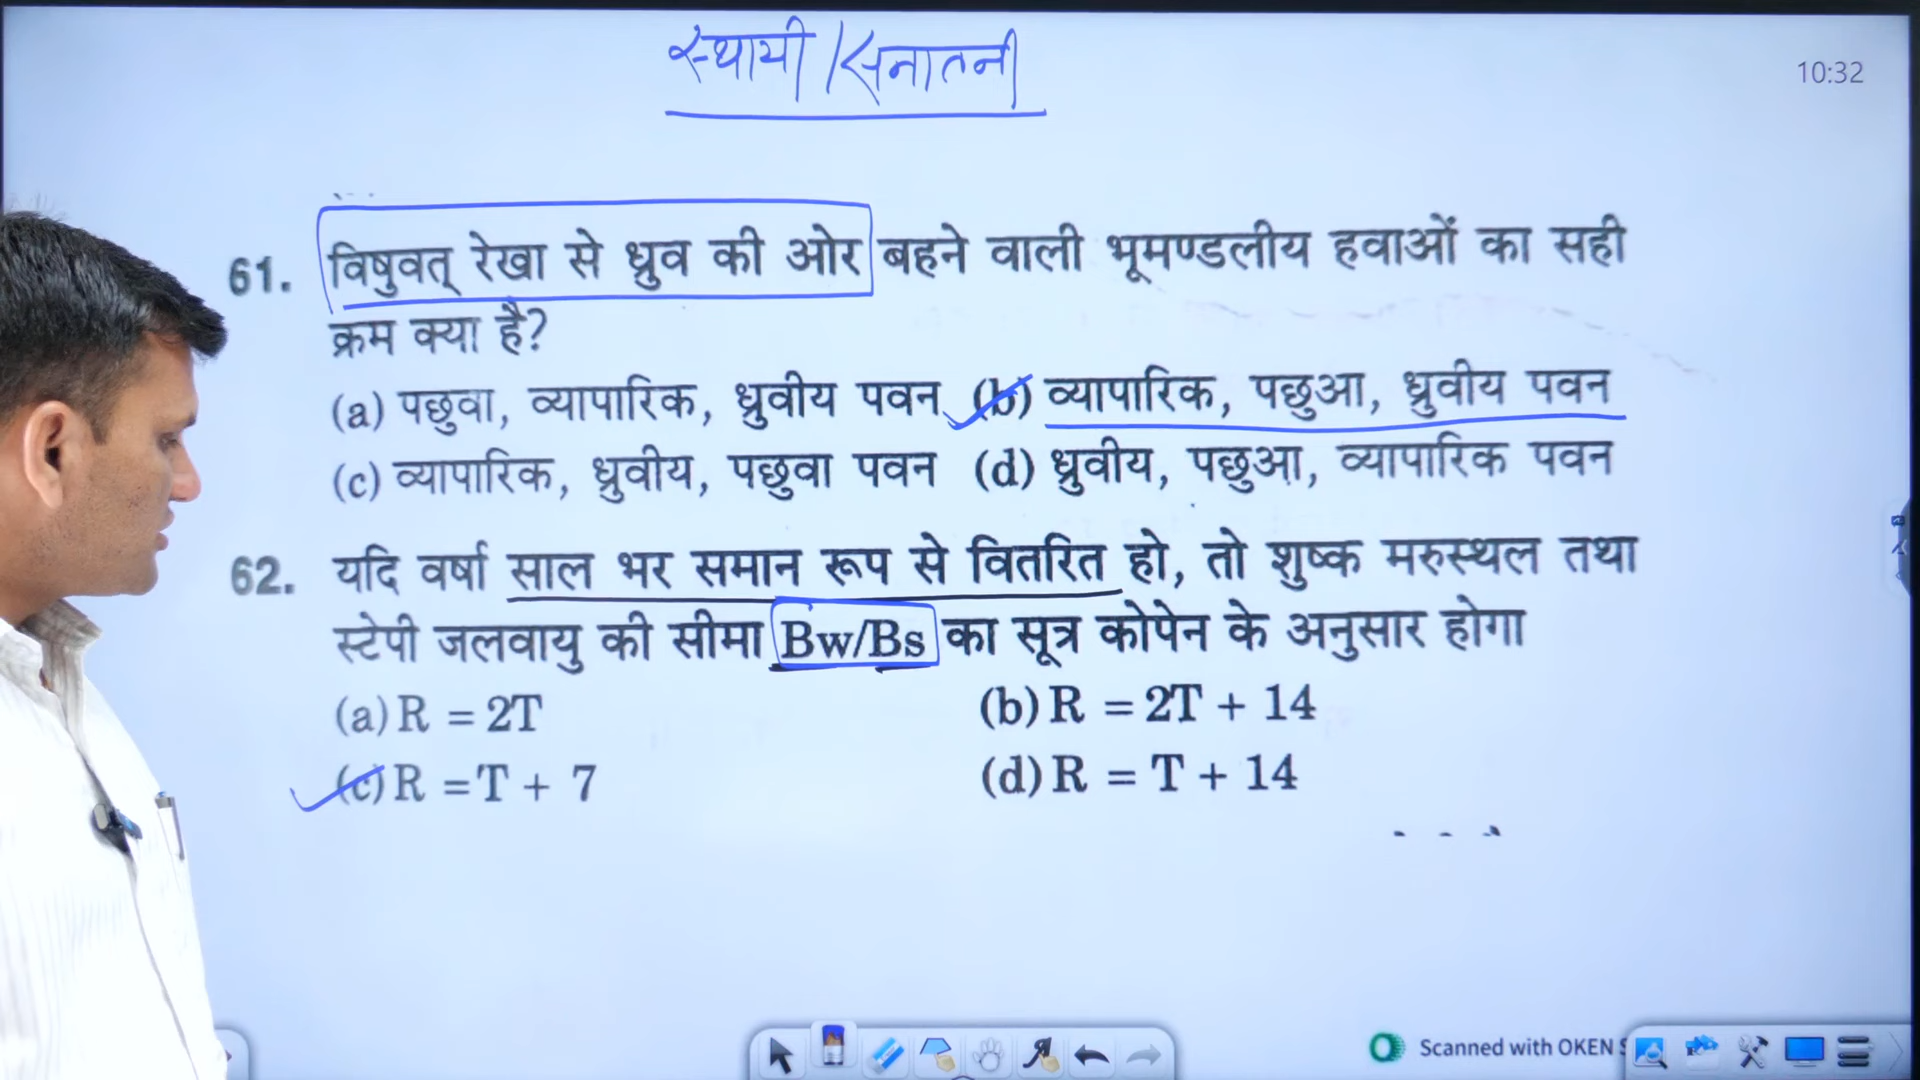 स्थायी/सनातनी
10:32
61. विषुवत् रेखा से ध्रुव की ओर बहने वाली भूमण्डलीय हवाओं का सही
क्रम क्या है?
(a) पछुवा, व्यापारिक, ध्रुवीय पवन (b) व्यापारिक, पछुआ, ध्रुवीय पवन
(c) व्यापारिक, ध्रुवीय, पछुवा पवन (d) ध्रुवीय, पछुआ, व्यापारिक पवन
62. यदि वर्षा साल भर समान रूप से वितरित हो, तो शुष्क मरुस्थल तथा
स्टेपी जलवायु की सीमा Bw/Bs का सूत्र कोपेन के अनुसार होगा
(a) R = 2T (b) R = 2T + 14
(c) R = T + 7 (d) R = T + 14
Scanned with OKEN S